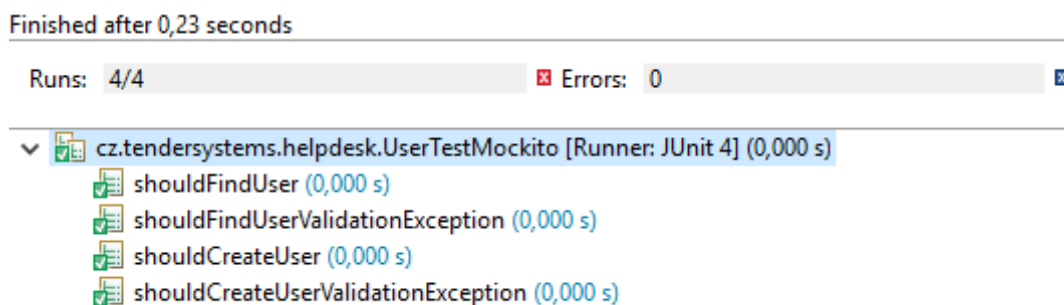 Finished after 0,23 seconds
Runs: 4/4 Errors: 0
cz.tendersystems.helpdesk.UserTestMockito [Runner: JUnit 4] (0,000 s)
shouldFindUser (0,000 s)
shouldFindUserValidationException (0,000 s)
shouldCreateUser (0,000 s)
shouldCreateUserValidationException (0,000 s)